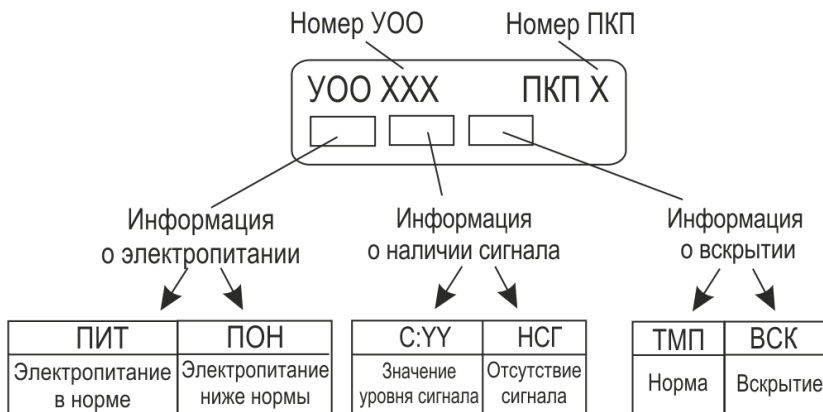 Номер УОО Номер ПКП
УОО XXX ПКП X
Информация о электропитании
Информация о наличии сигнала
Информация о вскрытии
ПИТ ПОН
Электропитание в норме
Электропитание ниже нормы
C:YY НСГ
Значение уровня сигнала
Отсутствие сигнала
ТМП ВСК
Норма Вскрытие